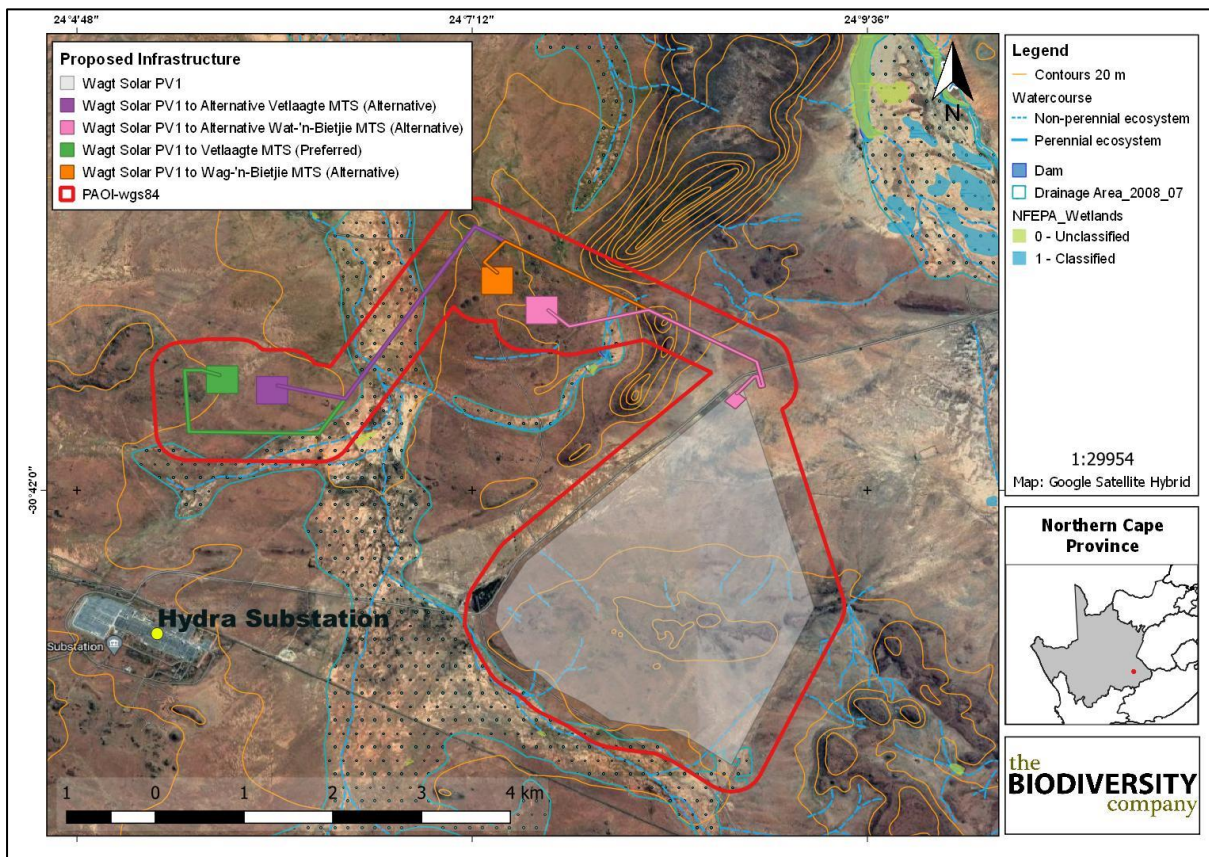 24°4'48"
24°7'12"
24°9'36"
-30°42'0"
Proposed Infrastructure
Wagt Solar PV1
Wagt Solar PV1 to Alternative Vetlaagte MTS (Alternative)
Wagt Solar PV1 to Alternative Wat-'n-Bietjie MTS (Alternative)
Wagt Solar PV1 to Vetlaagte MTS (Preferred)
Wagt Solar PV1 to Wag-'n-Bietjie MTS (Alternative)
PAOI-wgs84
N
Hydra Substation
Substation
1 0 1 2 3 4 km
Legend
Contours 20 m
Watercourse
Non-perennial ecosystem
Perennial ecosystem
Dam
Drainage Area_2008_07
NFEPA_Wetlands
0 - Unclassified
1 - Classified
1:29954
Map: Google Satellite Hybrid
Northern Cape
Province
the
BIODIVERSITY
company